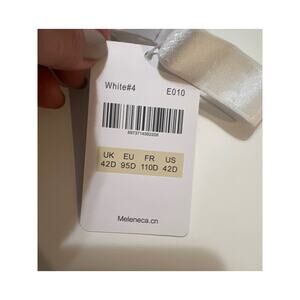 White#4 E010
UK EU FR US
42D 95D 110D 42D
Meleneca.cn